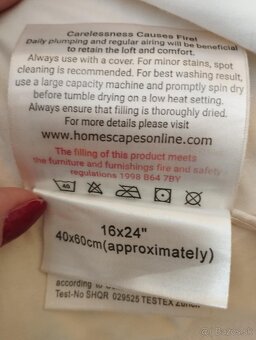 Carelessness Causes Fire!
Daily plumping and regular airing will be beneficial
to retain the loft and comfort.
Always use with a cover. For minor stains, spot
cleaning is recommended. For best washing result,
use a large capacity machine and promptly spin dry
before tumble drying on a low heat setting.
Always ensure that filling is thoroughly dried.
For more details please visit
www.homescapesonline.com
The filling of this product meets
the furniture and furnishings fire and safety
regulations 1998 B64 7BY
40
16x24"
40x60cm(approximately)
according to
Test-No SHQR 029525 TESTEX Zürich